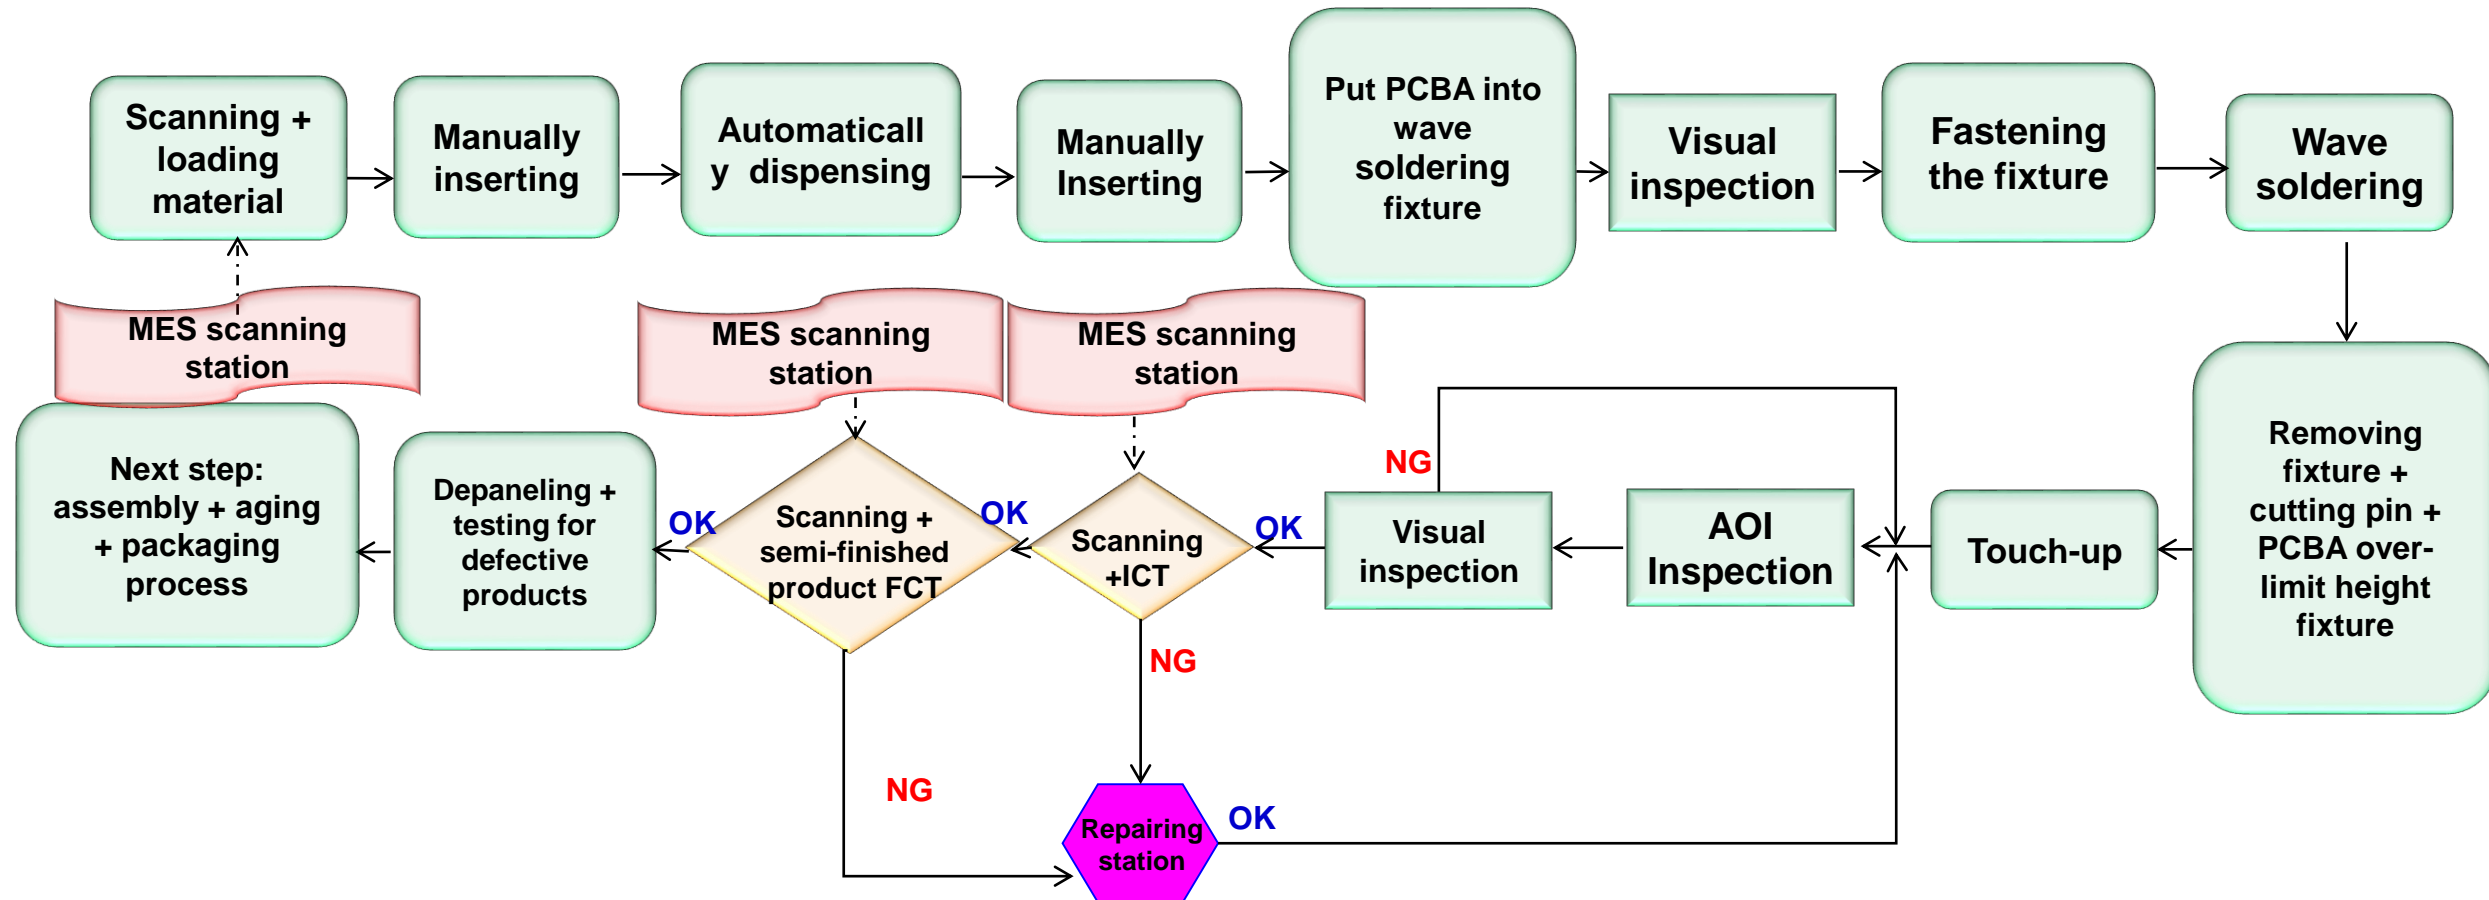 Scanning +
loading
material
Manually
inserting
Automaticall
y  dispensing
Manually
Inserting
Put PCBA into
wave
soldering
fixture
Visual
inspection
Fastening
the fixture
Wave
soldering
MES scanning
station
MES scanning
station
MES scanning
station
Next step:
assembly + aging
+ packaging
process
Depaneling +
testing for
defective
products
OK
Scanning +
semi-finished
product FCT
OK
Scanning
+ICT
OK
NG
Visual
inspection
AOI
Inspection
Touch-up
Removing
fixture +
cutting pin +
PCBA over-
limit height
fixture
NG
NG
Repairing
station
OK